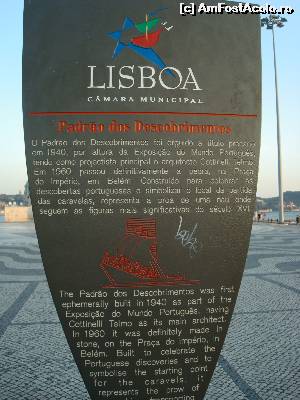 (c) AmFostAcolo.ro
LISBOA
CÂMARA MUNICIPAL
Padrão dos Descobrimentos
O Padrão dos Descobrimentos foi erguido a título precário
em 1940, por altura da Exposição do Mundo Português,
tendo como projectista principal o arquitecto Cottinelli Telmo.
Em 1960 passou definitivamente a pedra, na Praça
do Império, em Belém. Construído para celebrar as
descobertas portuguesas e simbolizar o local da partida
das caravelas, representa a proa de uma nau onde
seguem as figuras mais significativas do século XVI.
The Padrão dos Descobrimentos was first
ephemerally built in 1940 as part of the
Exposição do Mundo Português, having
Cottinelli Telmo as its main architect.
In 1960 it was definitely made in
stone, on the Praça do Império, in
Belém. Built to celebrate the
Portuguese discoveries and to
symbolise the starting point
for the caravels it
represents the prow of